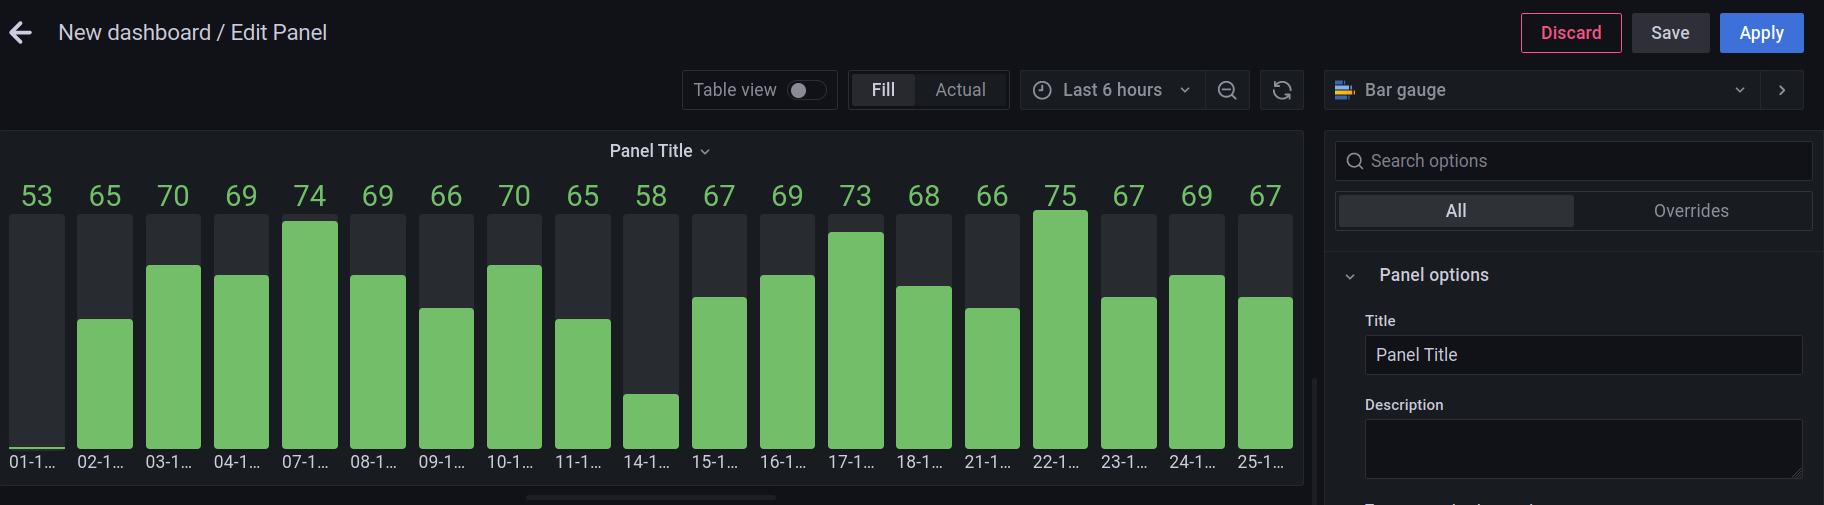 New dashboard / Edit Panel
Discard Save Apply
Table view Fill Actual Last 6 hours Bar gauge
Panel Title
Search options
All Overrides
53 65 70 69 74 69 66 70 65 58 67 69 73 68 66 75 67 69 67
01-1... 02-1... 03-1... 04-1... 07-1... 08-1... 09-1... 10-1... 11-1... 14-1... 15-1... 16-1... 17-1... 18-1... 21-1... 22-1... 23-1... 24-1... 25-1...
Panel options
Title
Panel Title
Description